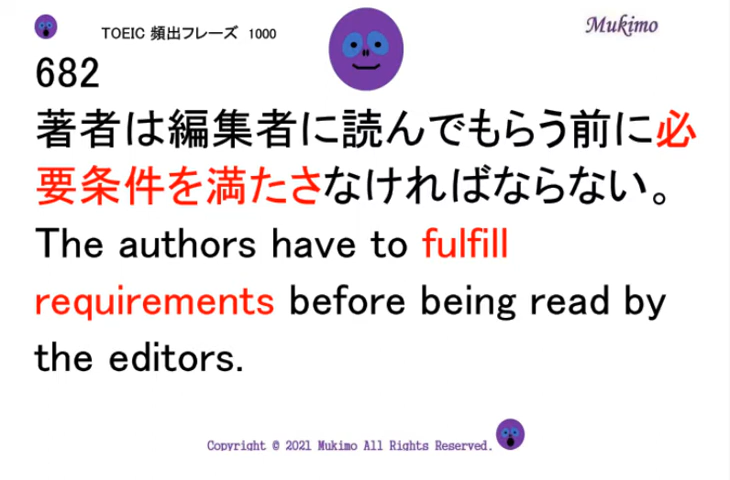 TOEIC 頻出フレーズ 1000
Mukimo
682
著者は編集者に読んでもらう前に必
要条件を満たさなければならない。
The authors have to fulfill
requirements before being read by
the editors.
Copyright © 2021 Mukimo All Rights Reserved.